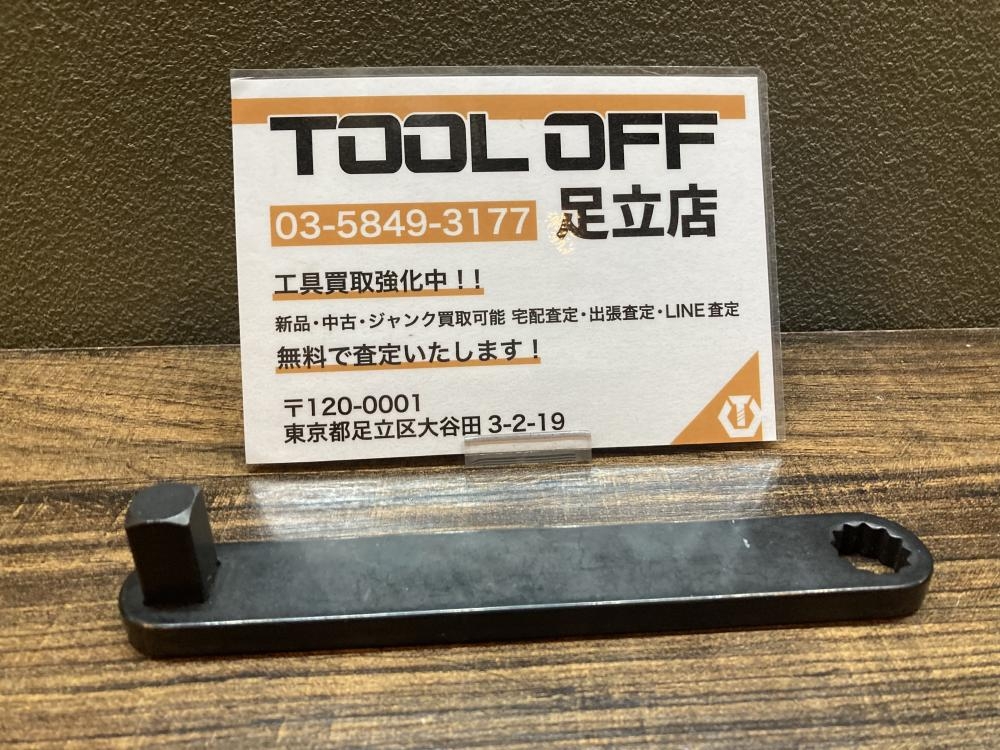 TOOL OFF
03-5849-3177 足立店
工具買取強化中!!
新品・中古・ジャンク買取可能 宅配査定・出張査定・LINE査定
無料で査定いたします!
〒120-0001
東京都足立区大谷田3-2-19